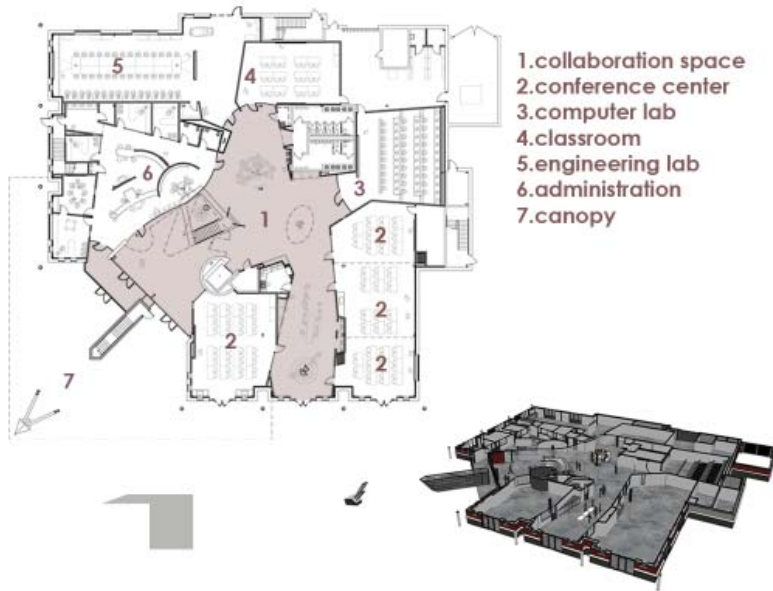 1.collaboration space
2.conference center
3.computer lab
4.classroom
5.engineering lab
6.administration
7.canopy
5
4
6
3
1
2
2
2
2
7